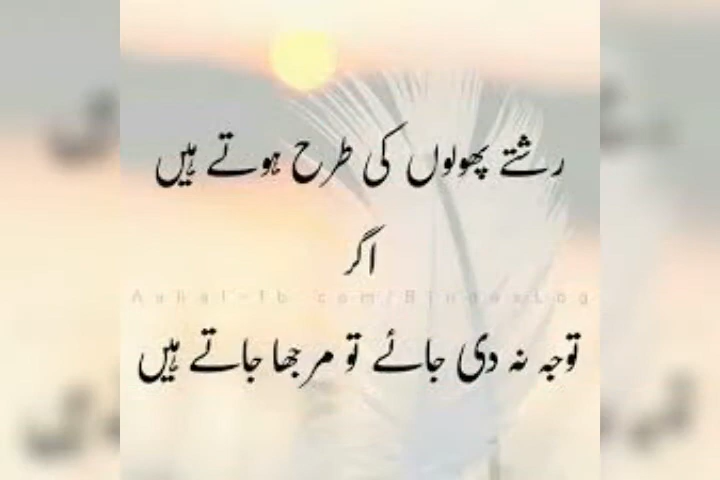 رشتے پھولوں کی طرح ہوتے ہیں
اگر
توجہ نہ دی جائے تو مرجھا جاتے ہیں